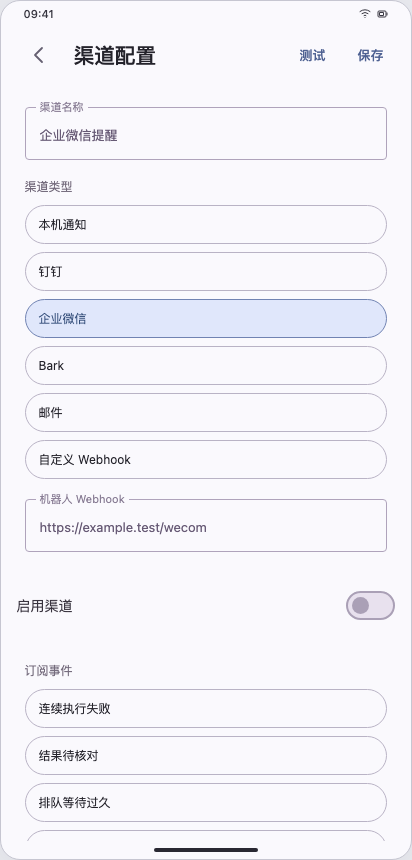 09:41
渠道配置
测试
保存
渠道名称
企业微信提醒
渠道类型
本机通知
钉钉
企业微信
Bark
邮件
自定义 Webhook
机器人 Webhook
https://example.test/wecom
启用渠道
订阅事件
连续执行失败
结果待核对
排队等待过久